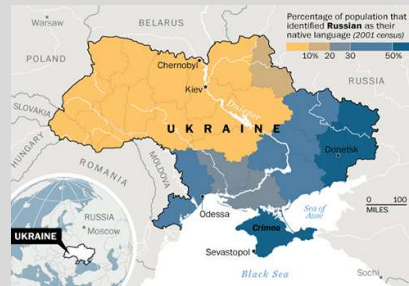 Percentage of population that
identified Russian as their
native language (2001 census)
10% 20 30 50%
Warsaw
BELARUS
POLAND
Chernobyl
Kiev
RUSSIA
Dnieper
SLOVAKIA
UKRAINE
HUNGARY
Donetsk
ROMANIA
MOLDOVA
0 100
MILES
Odessa
Sea of
Azov
RUSSIA
Moscow
Crimea
UKRAINE
Sevastopol
Black Sea
Sochi